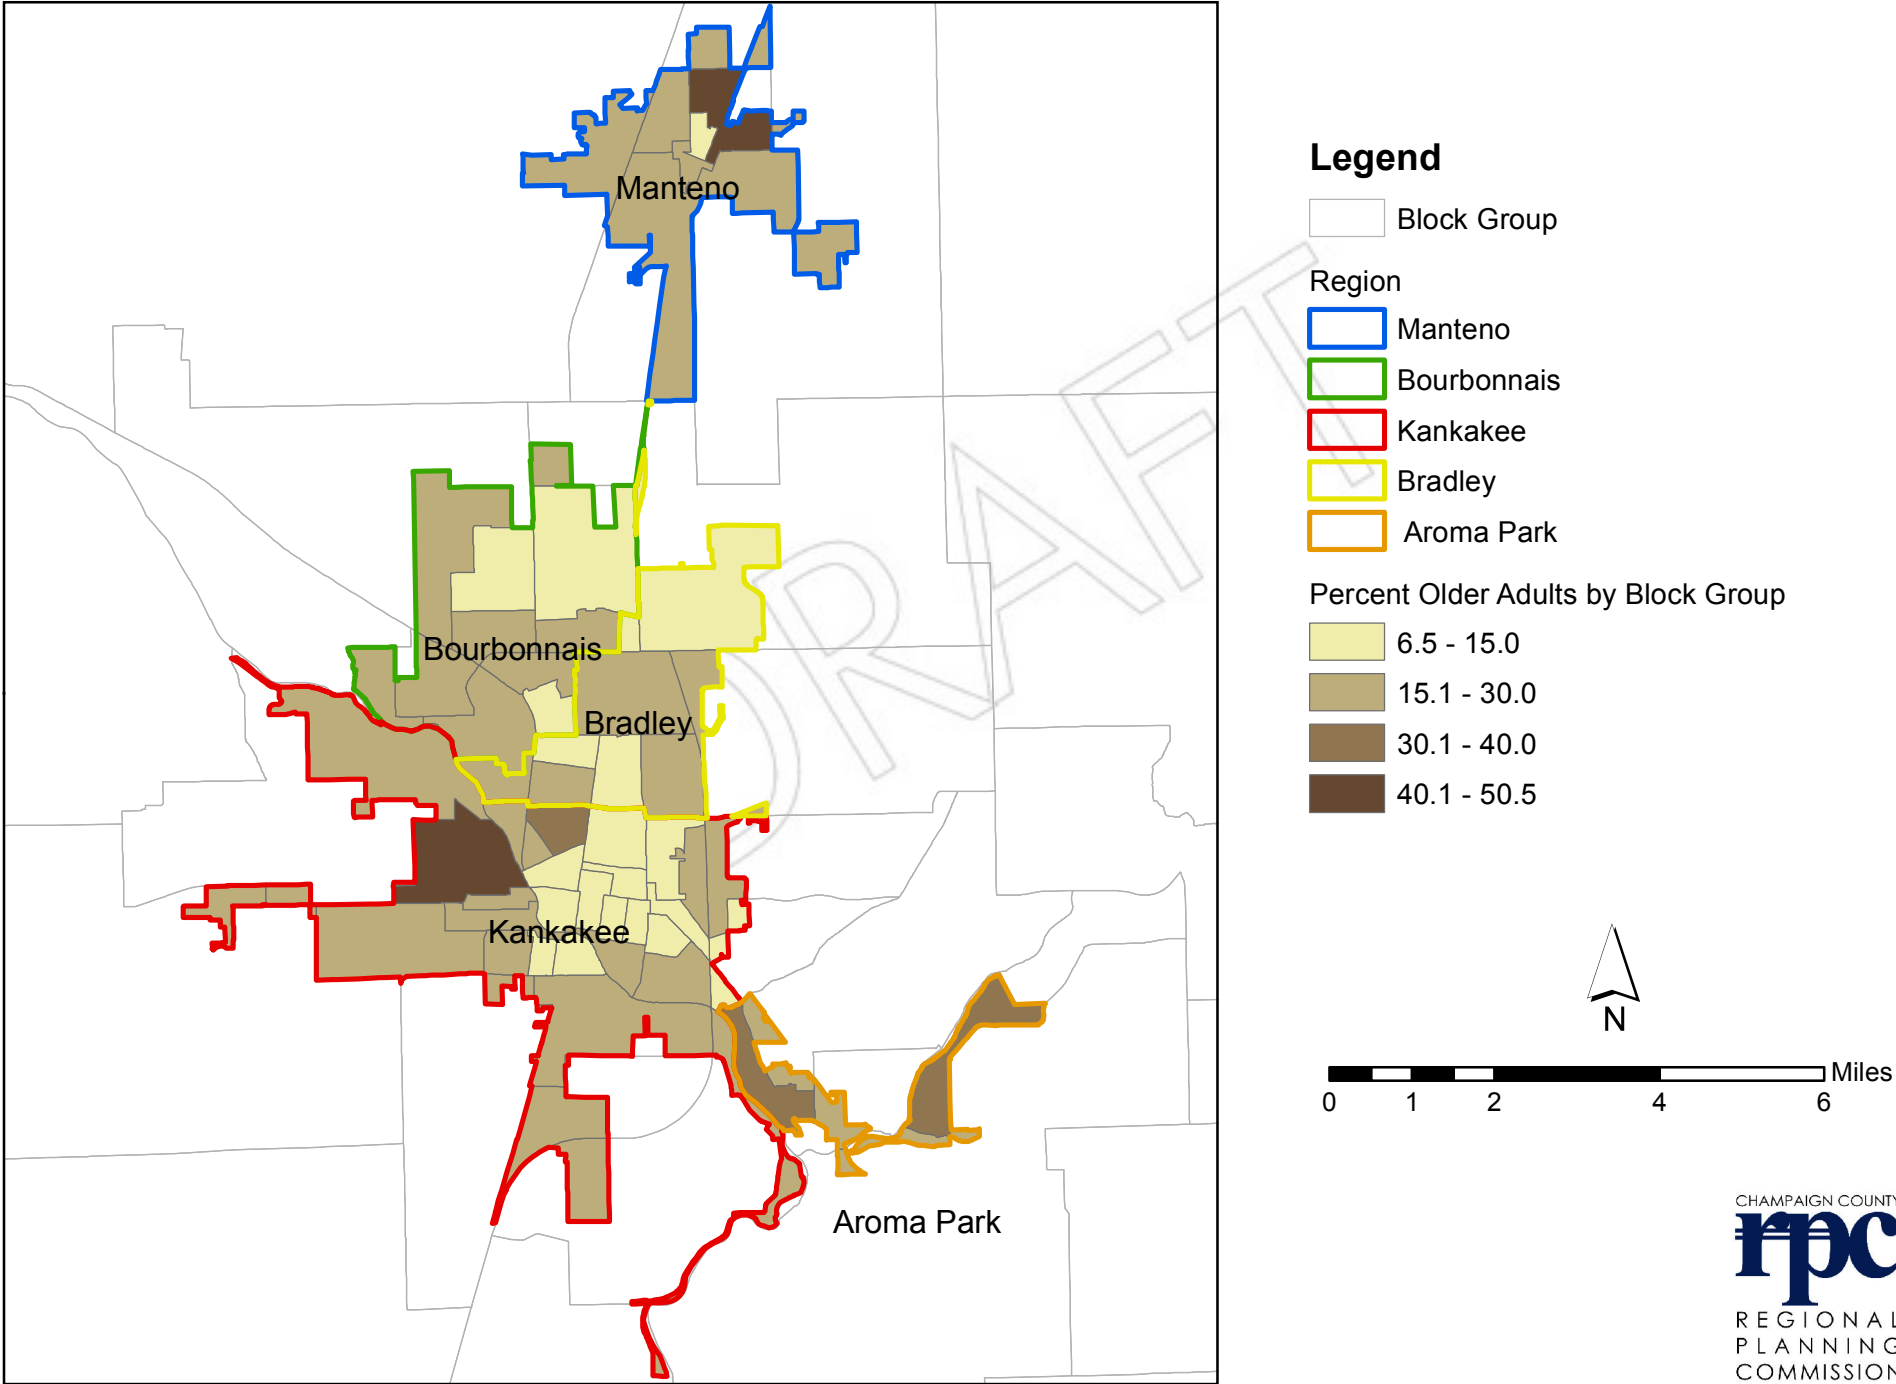 Manteno
Bourbonnais
Bradley
Kankakee
Aroma Park
DRAFT
Legend
Block Group
Region
Manteno
Bourbonnais
Kankakee
Bradley
Aroma Park
Percent Older Adults by Block Group
6.5 - 15.0
15.1 - 30.0
30.1 - 40.0
40.1 - 50.5
N
Miles
0 1 2 4 6
CHAMPAIGN COUNTY
rpc
REGIONAL
PLANNING
COMMISSION